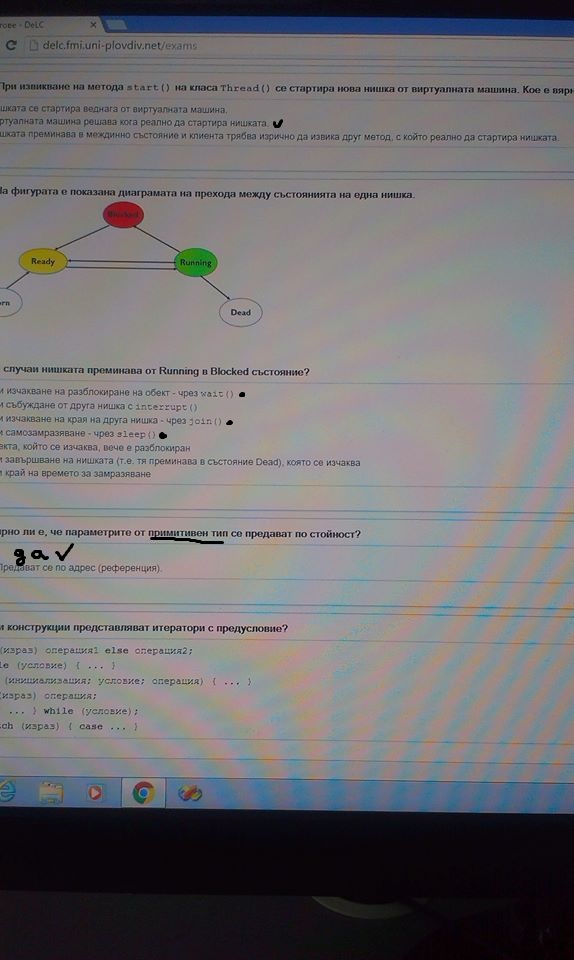 гове - DeLC
delc.fmi.uni-plovdiv.net/exams
При извикване на метода start() на класа Thread() се стартира нова нишка от виртуалната машина. Кое е вярн
шката се стартира веднага от виртуалната машина.
ртуалната машина решава кога реално да стартира нишката.
шката преминава в междинно състояние и клиента трябва изрично да извика друг метод, с който реално да стартира нишката.
На фигурата е показана диаграмата на прехода между състоянията на една нишка.
Blocked
Ready
Running
orn
Dead
случаи нишката преминава от Running в Blocked състояние?
и изчакване на разблокиране на обект - чрез wait()
и събуждане от друга нишка с interrupt()
и изчакване на края на друга нишка - чрез join()
и самозамразяване - чрез sleep()
екта, който се изчаква, вече е разблокиран
и завършване на нишката (т.е. тя преминава в състояние Dead), която се изчаква
и край на времето за замразяване
ярно ли е, че параметрите от примитивен тип се предават по стойност?
да
Предават се по адрес (референция).
и конструкции представляват итератори с предусловие?
(израз) операция1 else операция2;
le (условие) { ... }
(инициализация; условие; операция) { ... }
(израз) операция;
... } while (условие);
tch (израз) { case ... }